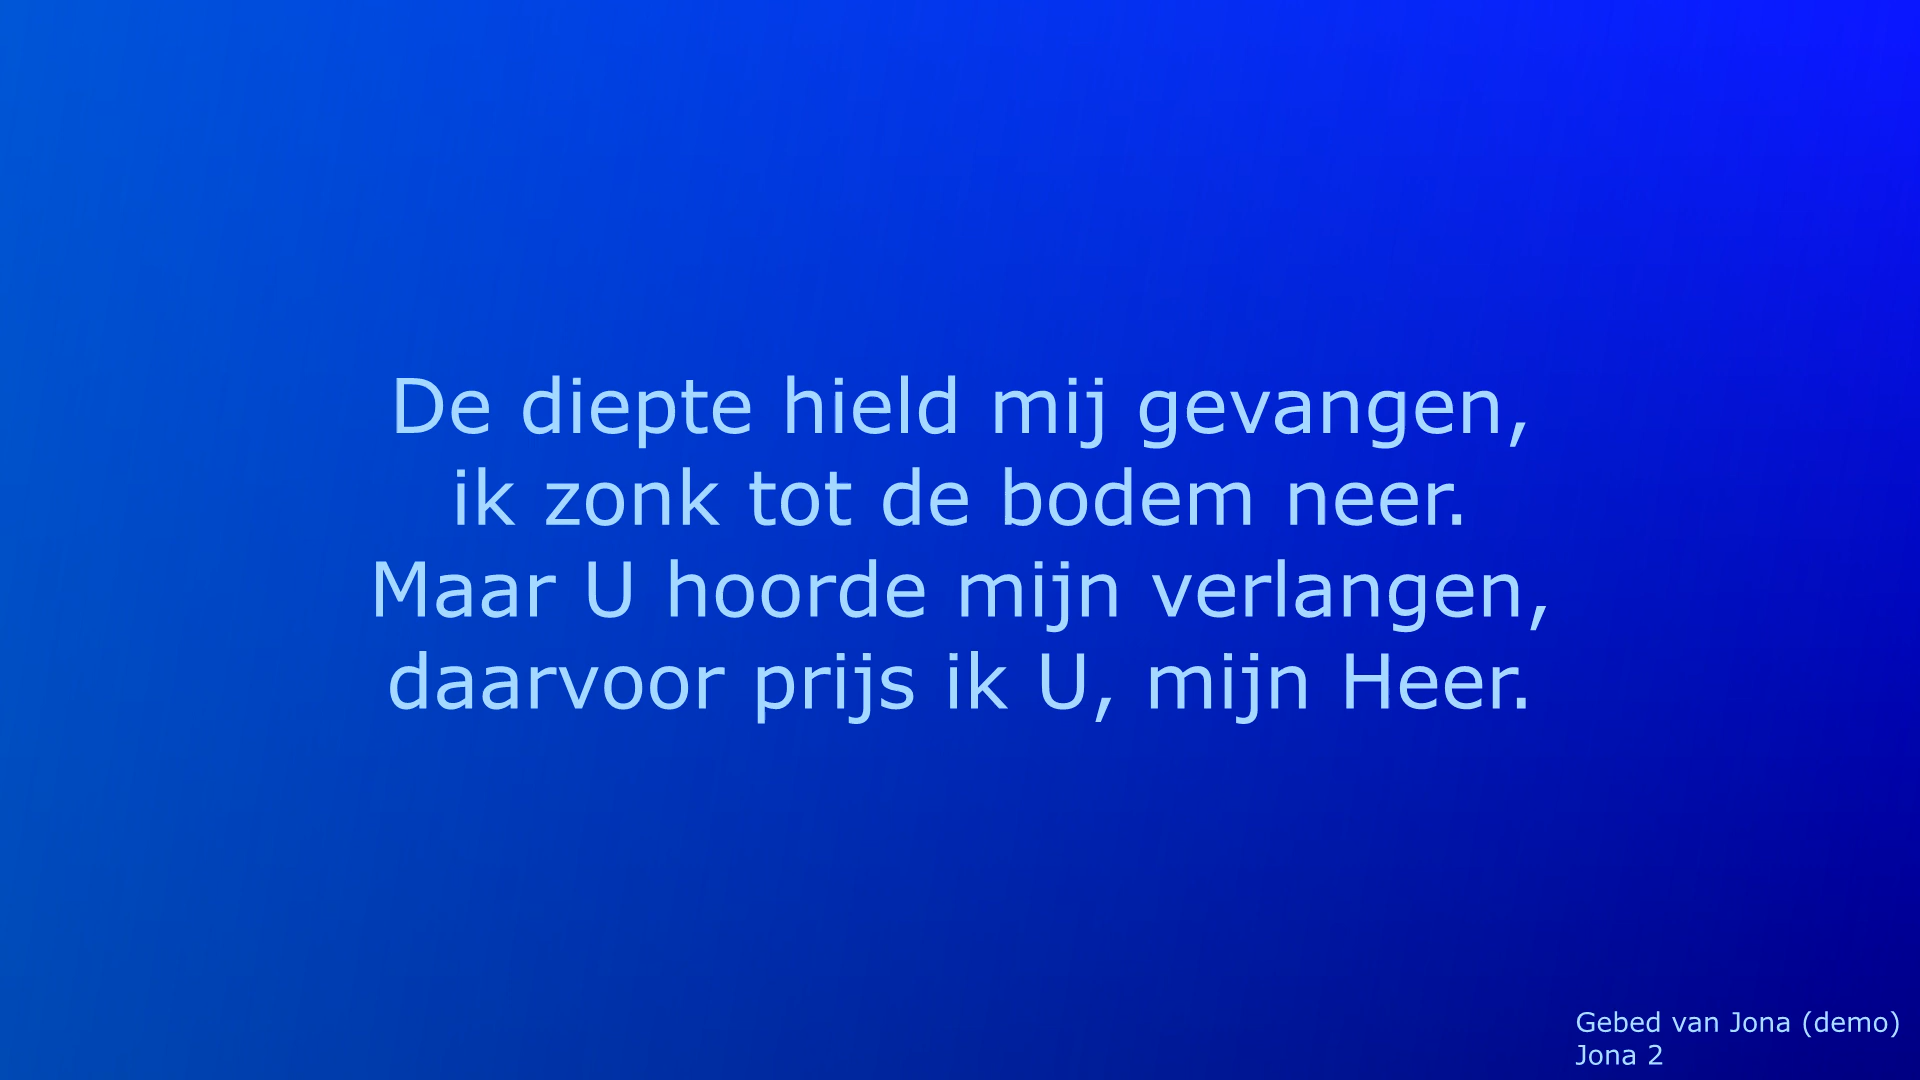 De diepte hield mij gevangen,
ik zonk tot de bodem neer.
Maar U hoorde mijn verlangen,
daarvoor prijs ik U, mijn Heer.
Gebed van Jona (demo)
Jona 2